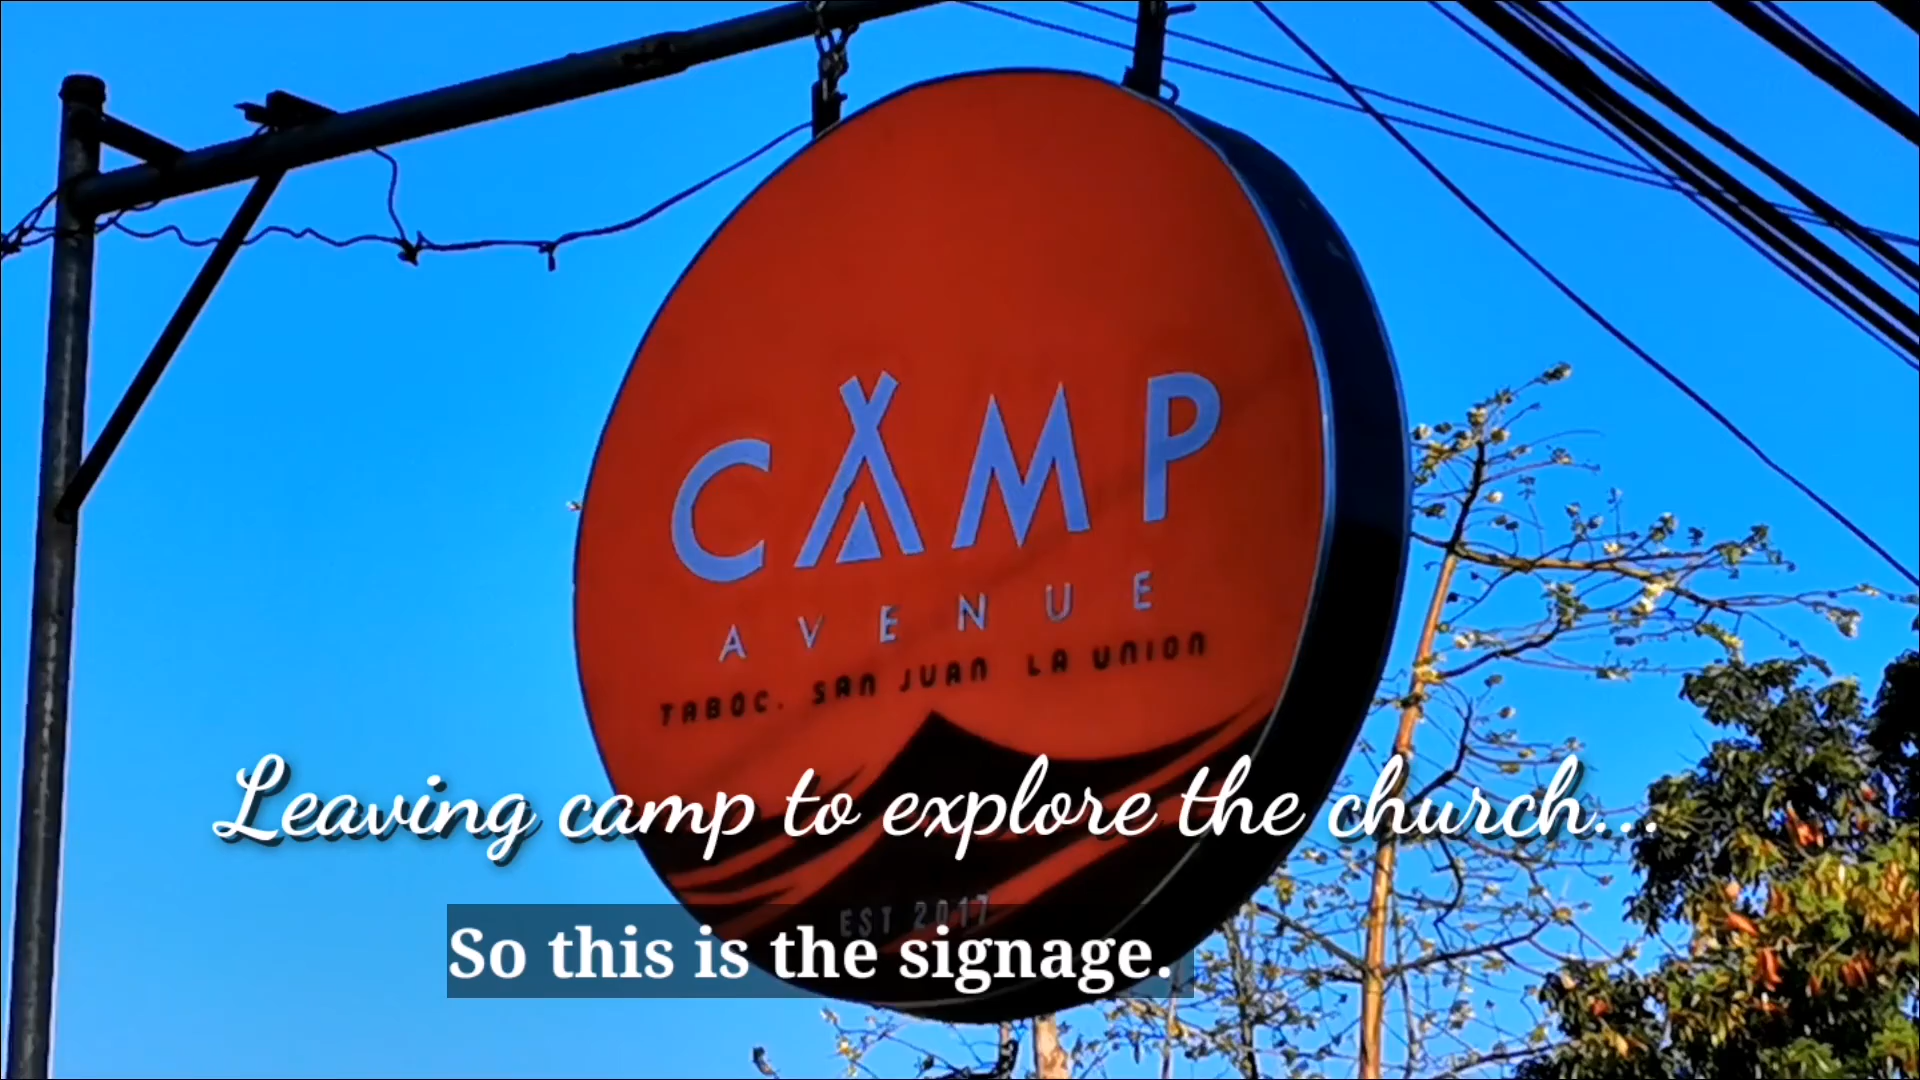 CAMP
AVENUE
TABOC. SAN JUAN LA UNION
Leaving camp to explore the church...
EST 2017
So this is the signage.